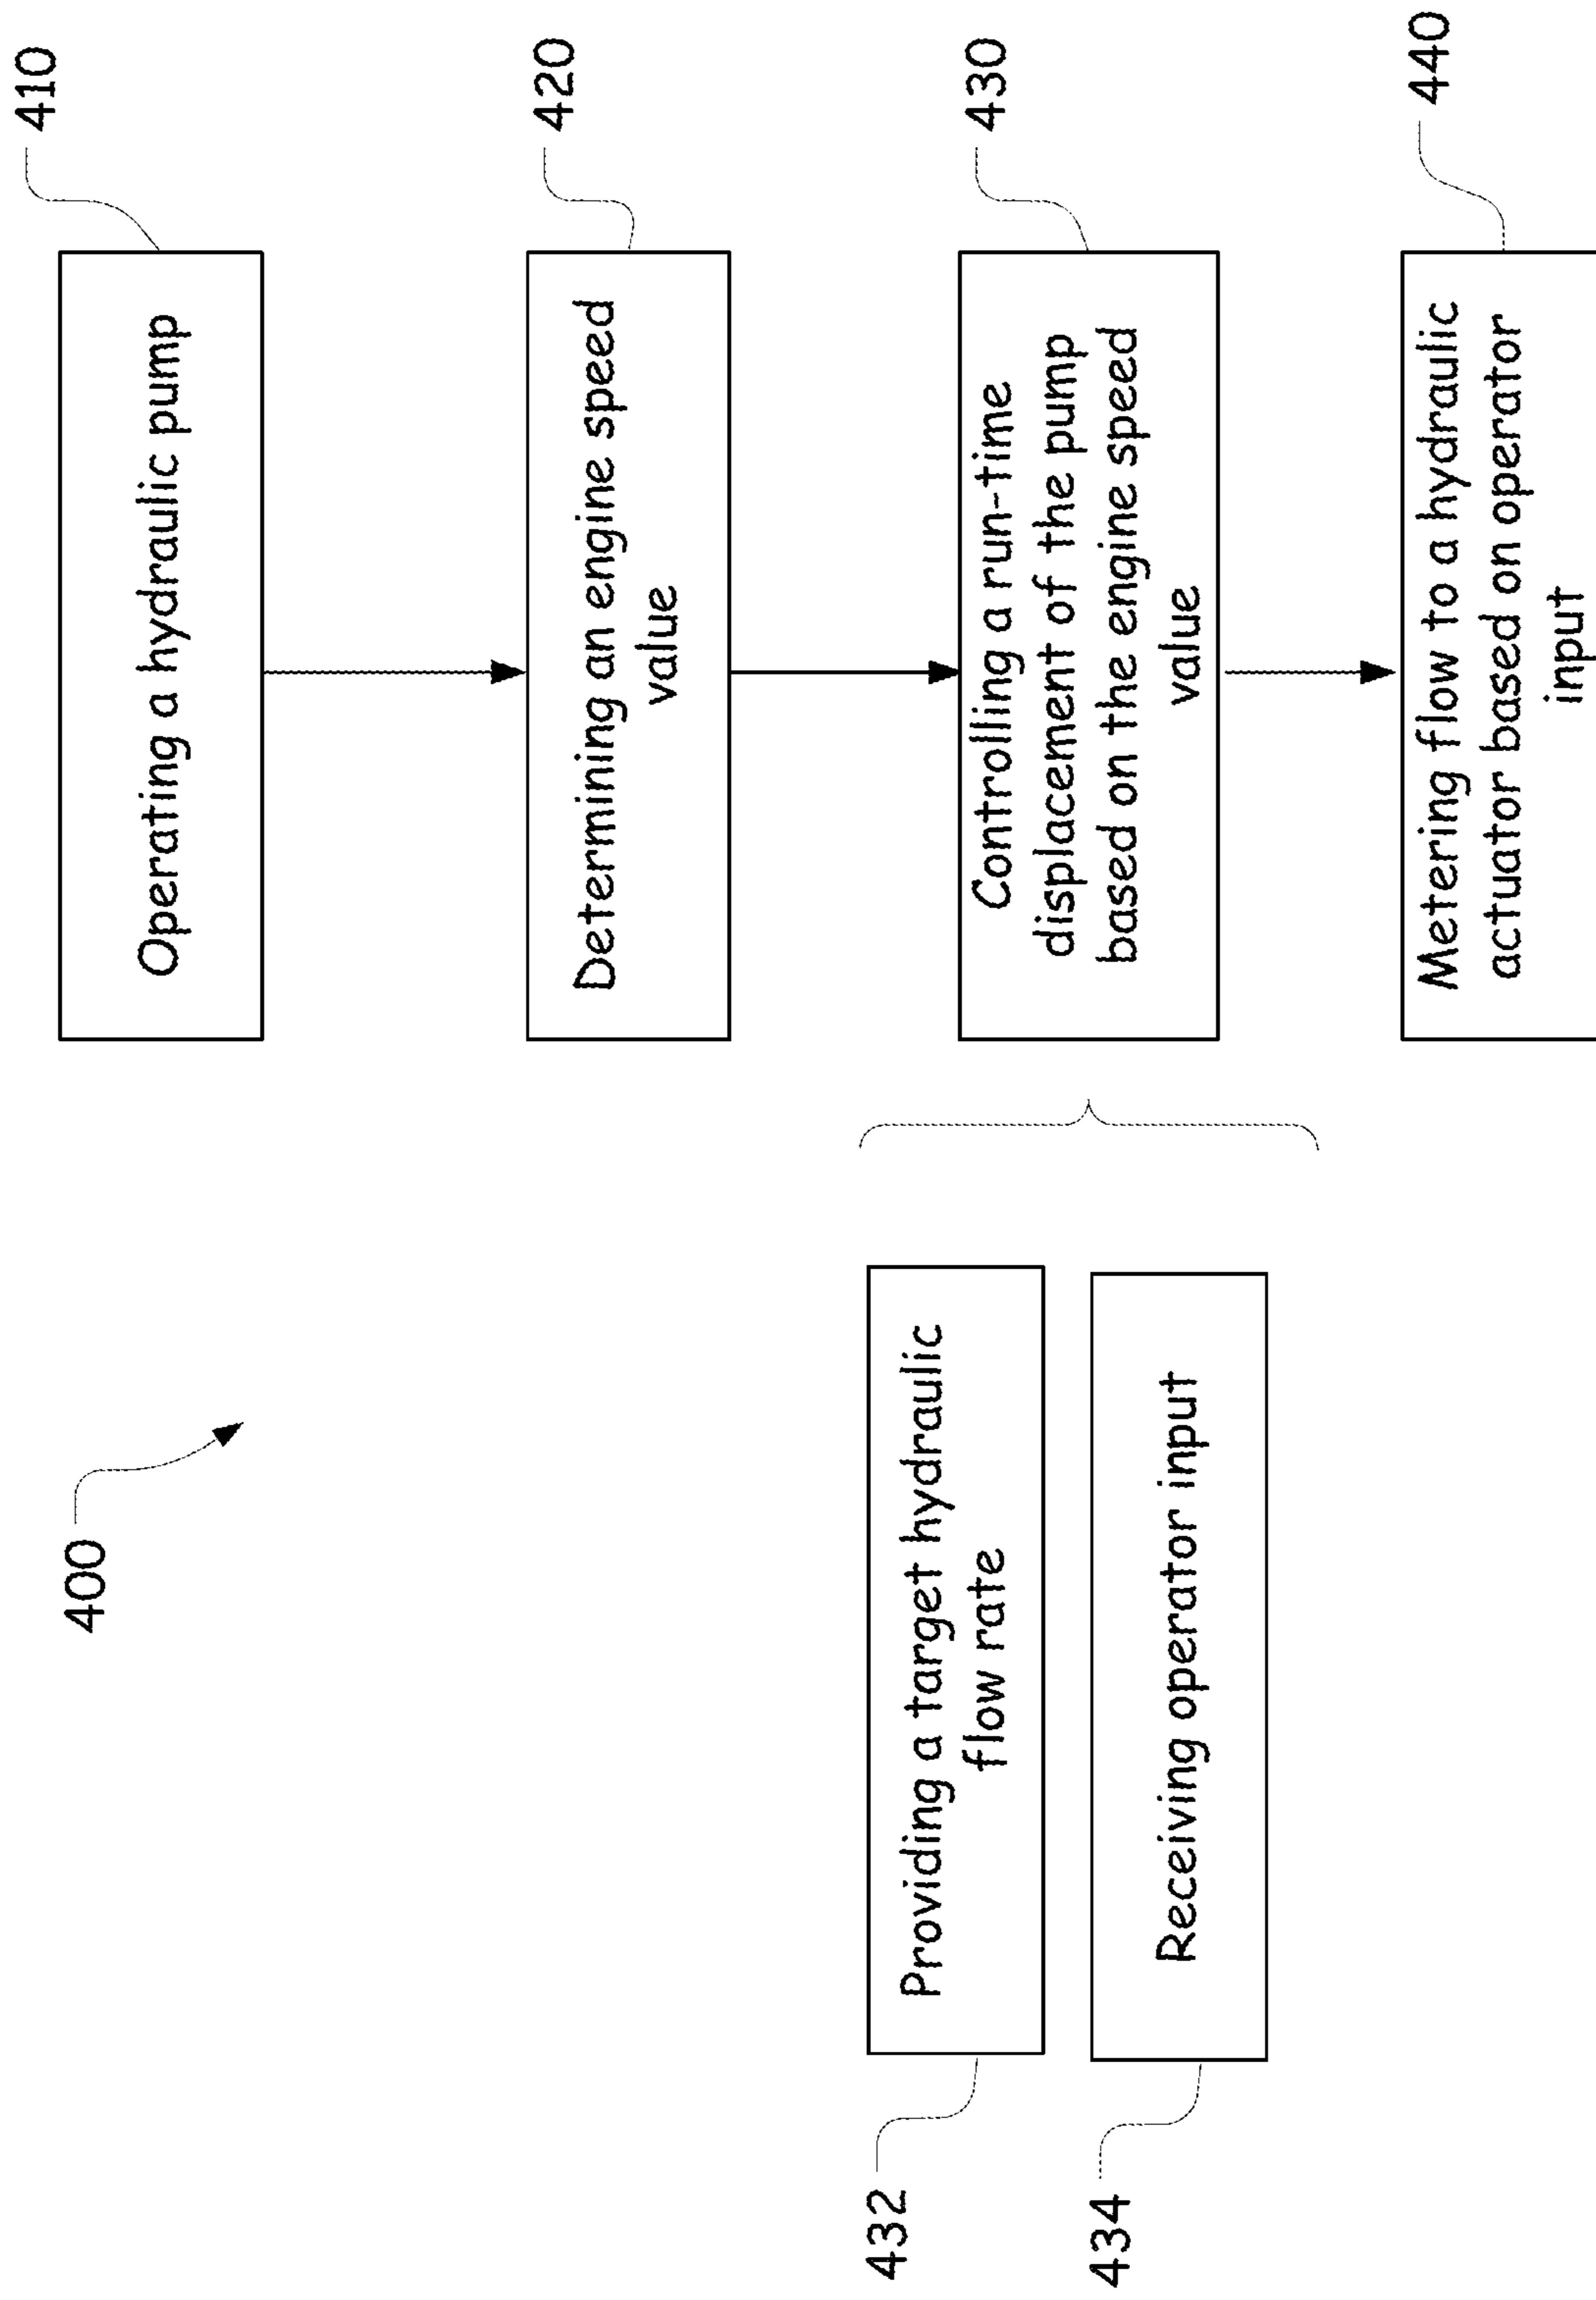 400
410
Operating a hydraulic pump
420
Determining an engine speed
value
430
Controlling a run-time
displacement of the pump
based on the engine speed
value
432
Providing a target hydraulic
flow rate
434
Receiving operator input
440
Metering flow to a hydraulic
actuator based on operator
input